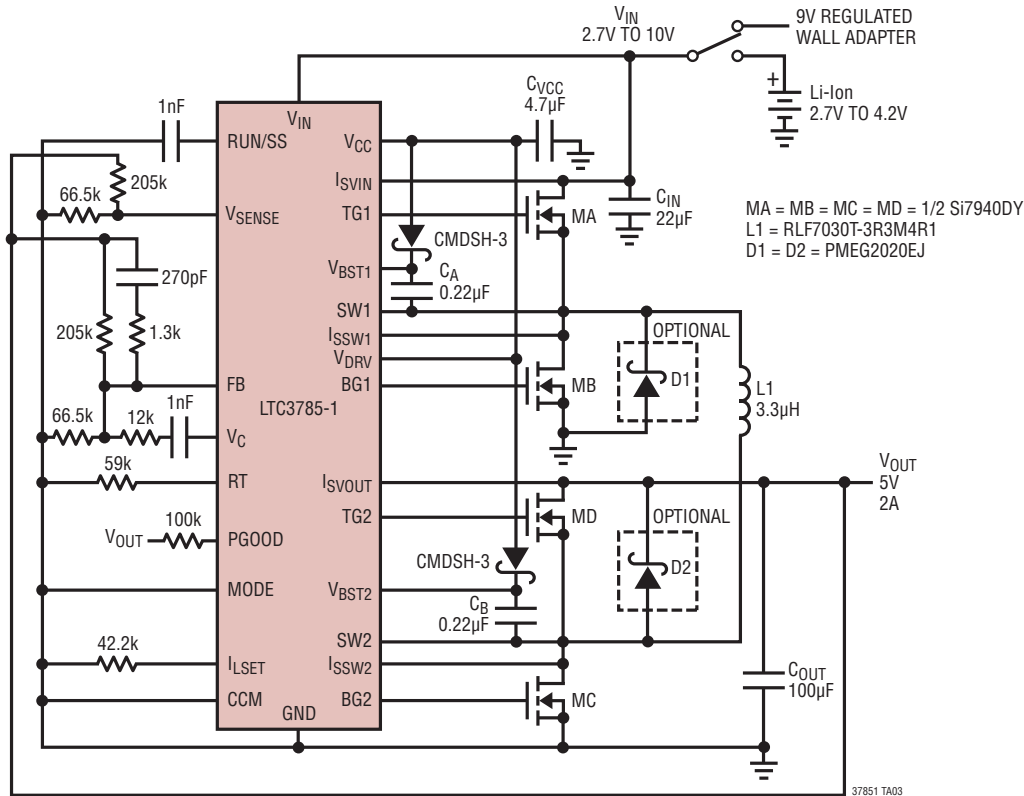 VIN
2.7V TO 10V
9V REGULATED
WALL ADAPTER
+
Li-Ion
2.7V TO 4.2V
1nF
VIN
CVCC
4.7µF
RUN/SS
VCC
205k
66.5k
ISVIN
CIN
22µF
VSENSE
TG1
MA
MA = MB = MC = MD = 1/2 Si7940DY
L1 = RLF7030T-3R3M4R1
D1 = D2 = PMEG2020EJ
CMDSH-3
270pF
VBST1
CA
0.22µF
SW1
OPTIONAL
205k
1.3k
ISSW1
VDRV
FB
BG1
MB
D1
L1
3.3µH
LTC3785-1
66.5k
12k
1nF
VC
59k
RT
ISVOUT
VOUT
5V
2A
TG2
MD
OPTIONAL
VOUT
100k
PGOOD
CMDSH-3
D2
MODE
VBST2
CB
0.22µF
SW2
42.2k
ILSET
ISSW2
COUT
100µF
CCM
BG2
MC
GND
37851 TA03